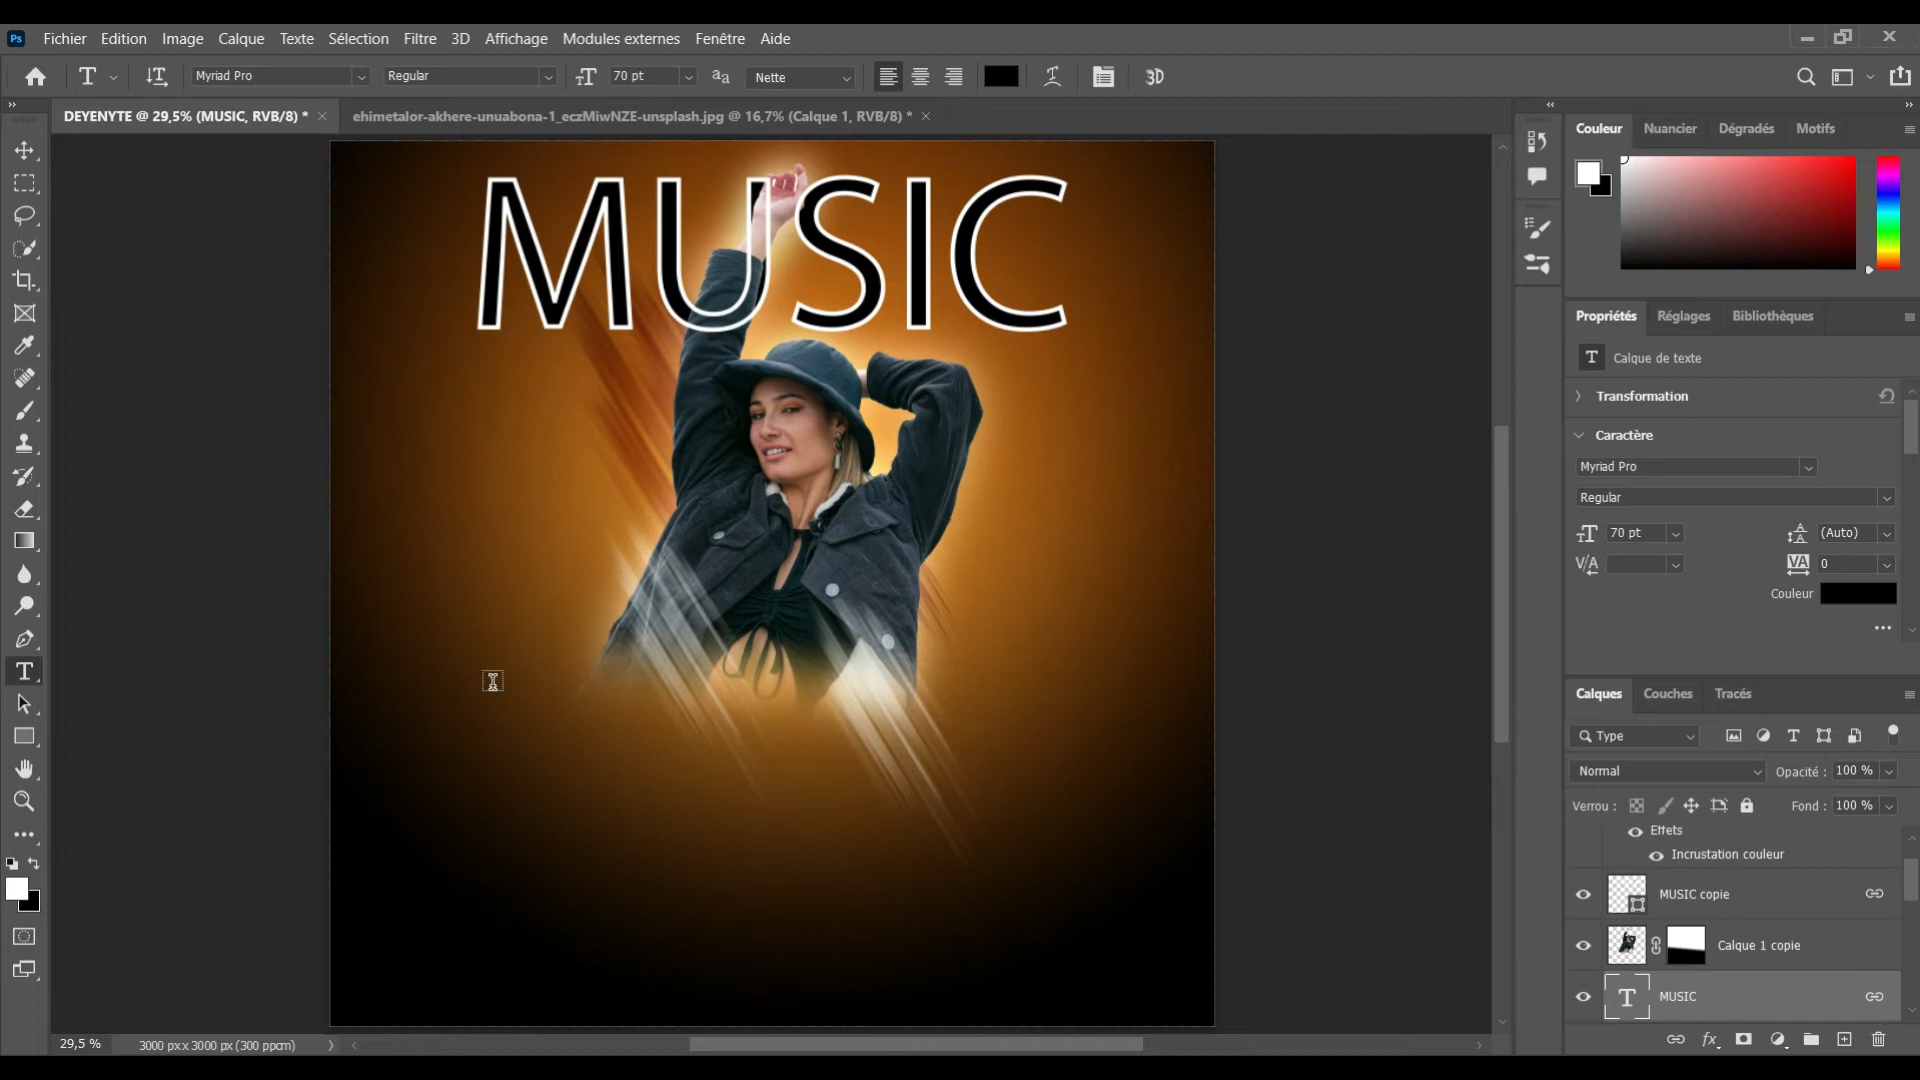 Ps Fichier Edition Image Calque Texte Sélection Filtre 3D Affichage Modules externes Fenêtre Aide
T Myriad Pro Regular 70 pt aa Nette 3D
DEYENYTE @ 29,5% (MUSIC, RVB/8) * ehimetalor-akhere-unuabona-1_eczMiwNZE-unsplash.jpg @ 16,7% (Calque 1, RVB/8) *
Couleur Nuancier Dégradés Motifs
MUSIC
Propriétés Réglages Bibliothèques
T Calque de texte
Transformation
Caractère
Myriad Pro
Regular
70 pt (Auto)
V/A VA 0
Couleur
Calques Couches Tracés
Type T
Normal Opacité : 100 %
Verrou : Fond : 100 %
Effets
Incrustation couleur
MUSIC copie
Calque 1 copie
T MUSIC
fx
29,5 % 3000 px x 3000 px (300 ppcm)